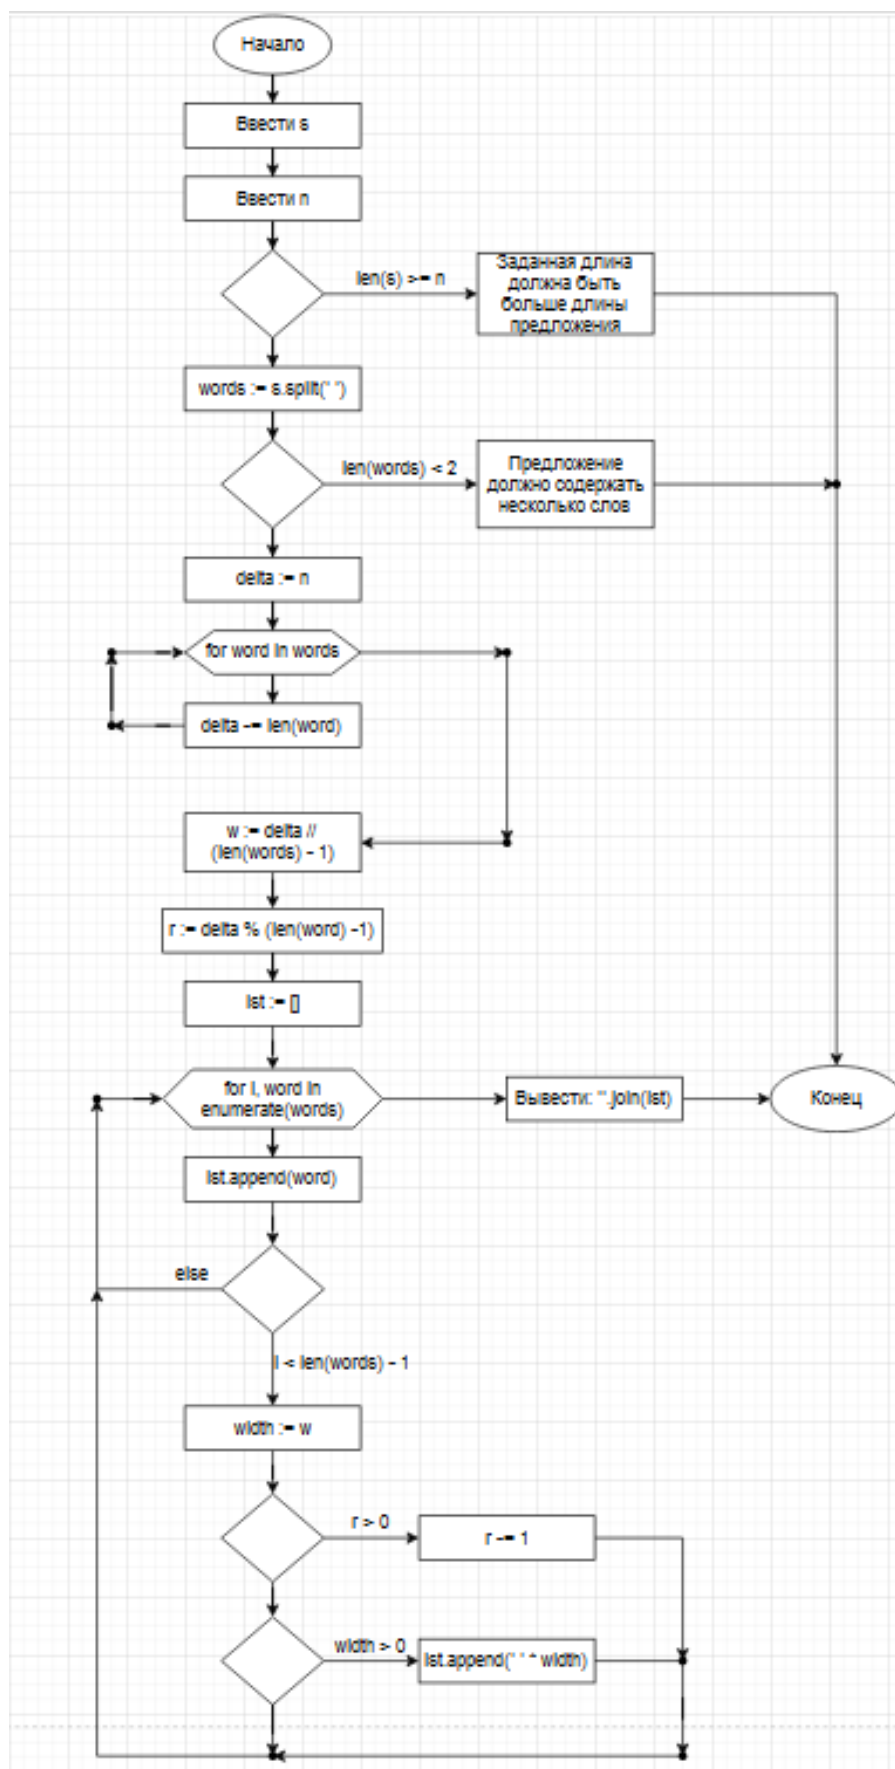 Начало
Ввести s
Ввести n
len(s) >= n
Заданная длина
должна быть
больше длины
предложения
words := s.split(" ")
len(words) < 2
Предложение
должно содержать
несколько слов
delta := n
for word in words
delta -= len(word)
w := delta //
(len(words) - 1)
r := delta % (len(word) -1)
lst := []
for i, word in
enumerate(words)
Вывести: ".join(lst)
Конец
lst.append(word)
else
i < len(words) - 1
width := w
r > 0
r -= 1
width > 0
lst.append(" " * width)